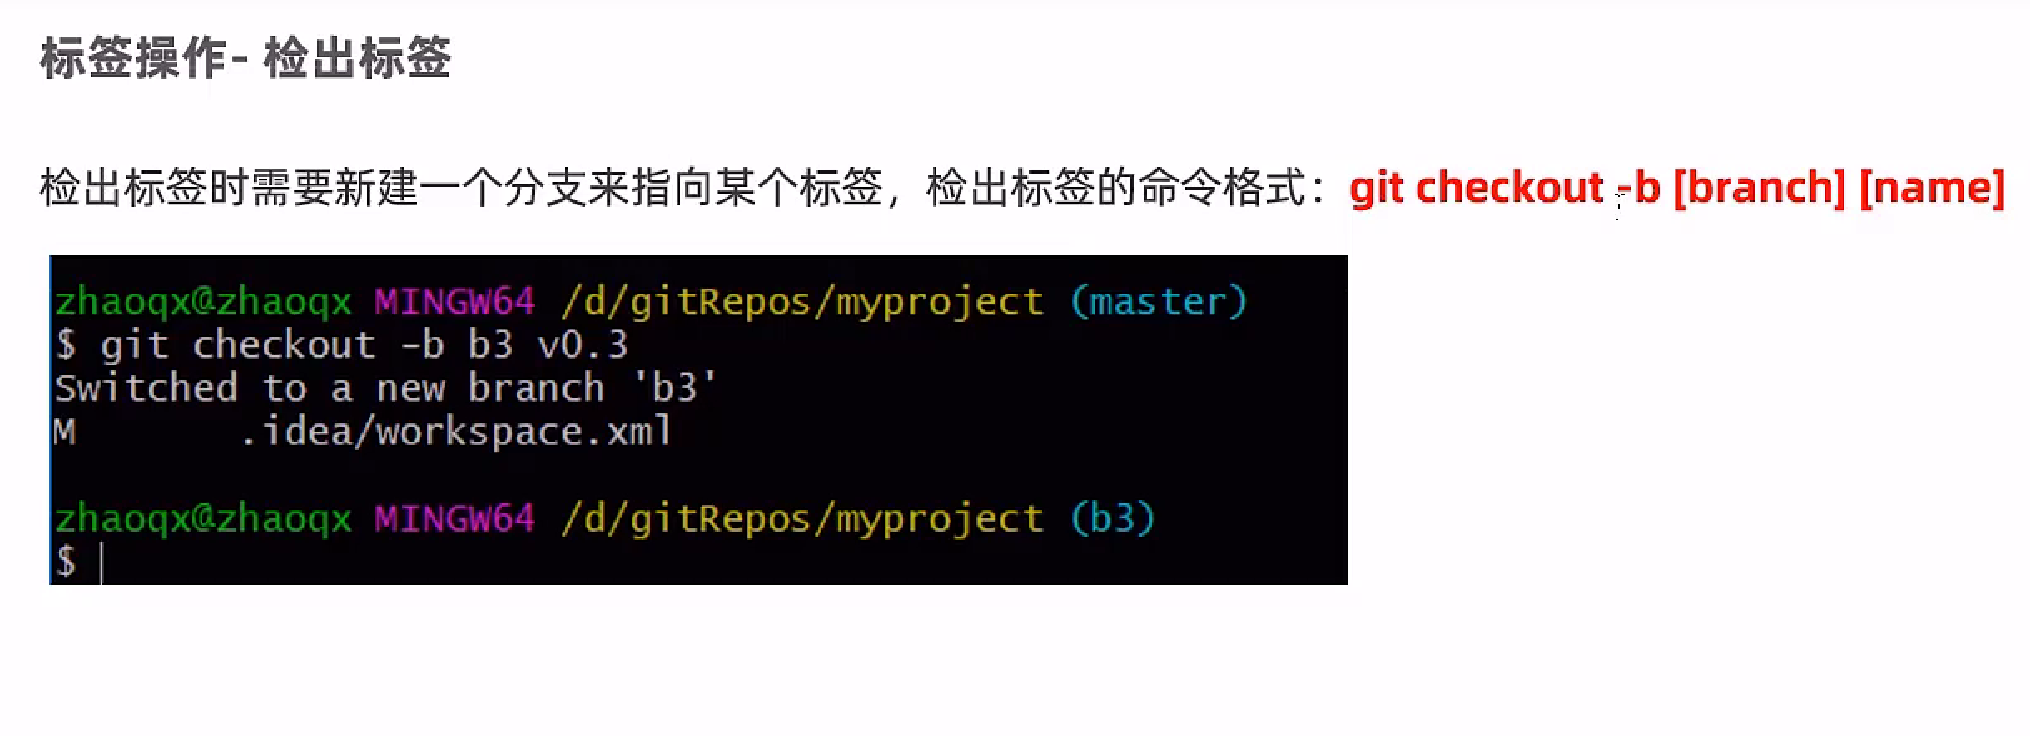 标签操作- 检出标签
检出标签时需要新建一个分支来指向某个标签，检出标签的命令格式：git checkout -b [branch] [name]
zhaoqx@zhaoqx MINGW64 /d/gitRepos/myproject (master)
$ git checkout -b b3 v0.3
Switched to a new branch 'b3'
M       .idea/workspace.xml
zhaoqx@zhaoqx MINGW64 /d/gitRepos/myproject (b3)
$